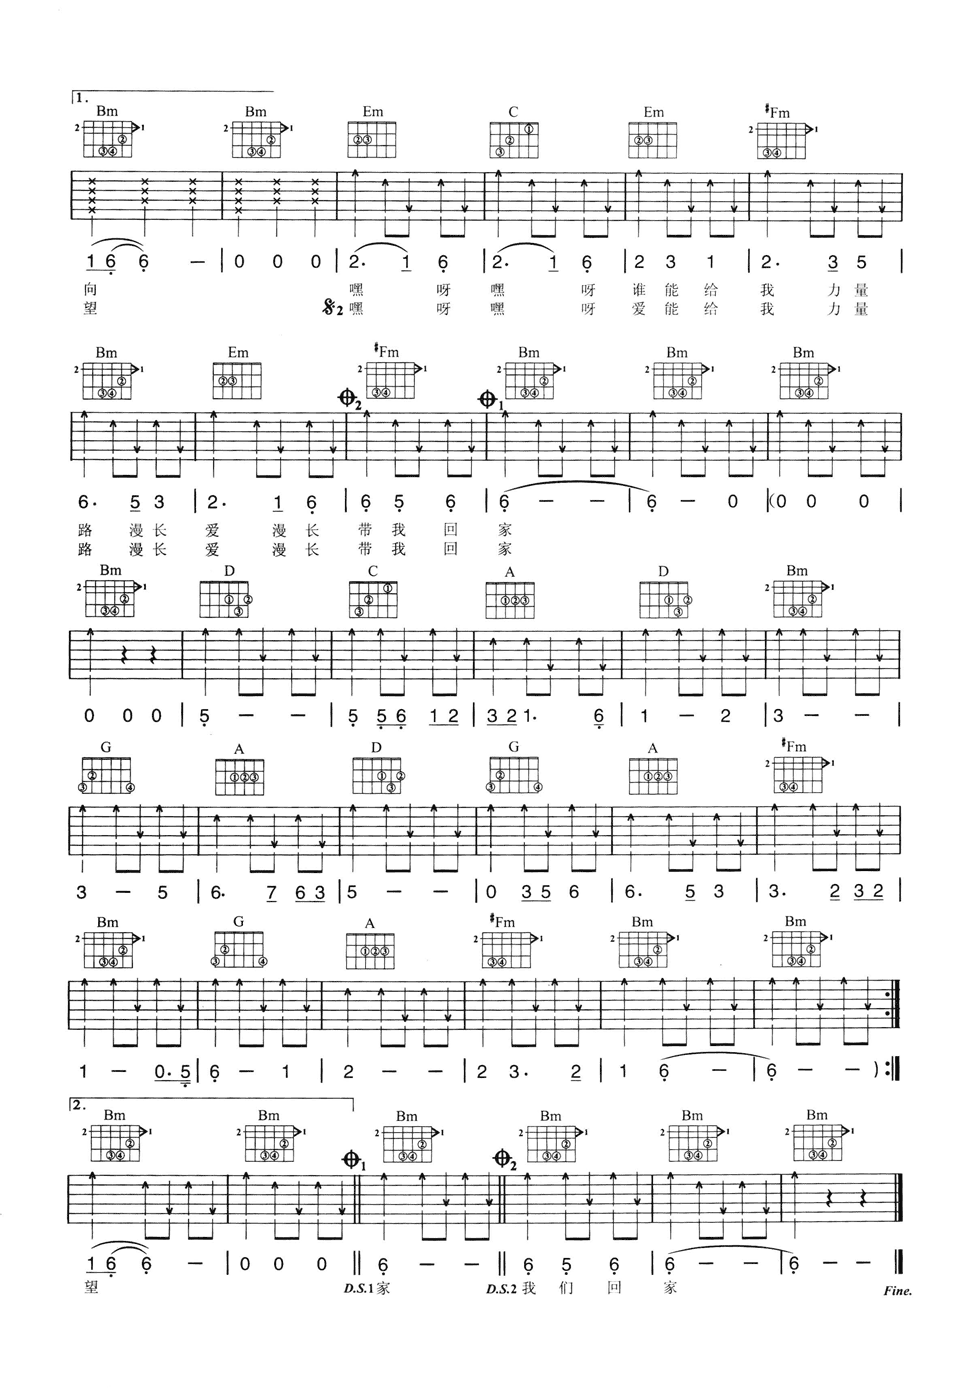 1.
Bm Bm Em C Em #Fm
1 6 6 - | 0 0 0 | 2· 1 6 | 2· 1 6 | 2 3 1 | 2· 3 5 |
向 嘿 呀 嘿 呀 谁 能 给 我 力 量
望 𝄋2 嘿 呀 嘿 呀 爱 能 给 我 力 量
Bm Em #Fm Bm Bm Bm
𝄌2 𝄌1
6· 5 3 | 2· 1 6 | 6 5 6 | 6 - - | 6 - 0 | (0 0 0 |
路 漫 长 爱 漫 长 带 我 回 家
路 漫 长 爱 漫 长 带 我 回 家
Bm D C A D Bm
0 0 0 | 5 - - | 5 5 6 1 2 | 3 2 1· 6 | 1 - 2 | 3 - - |
G A D G A #Fm
3 - 5 | 6· 7 6 3 | 5 - - | 0 3 5 6 | 6· 5 3 | 3· 2 3 2 |
Bm G A #Fm Bm Bm
1 - 0· 5 | 6 - 1 | 2 - - | 2 3· 2 | 1 6 - | 6 - - ) :||
2.
Bm Bm Bm Bm Bm Bm
𝄌1 𝄌2
1 6 6 - | 0 0 0 || 6 - - || 6 5 6 | 6 - - | 6 - - ||
望 D.S.1 家 D.S.2 我 们 回 家 Fine.